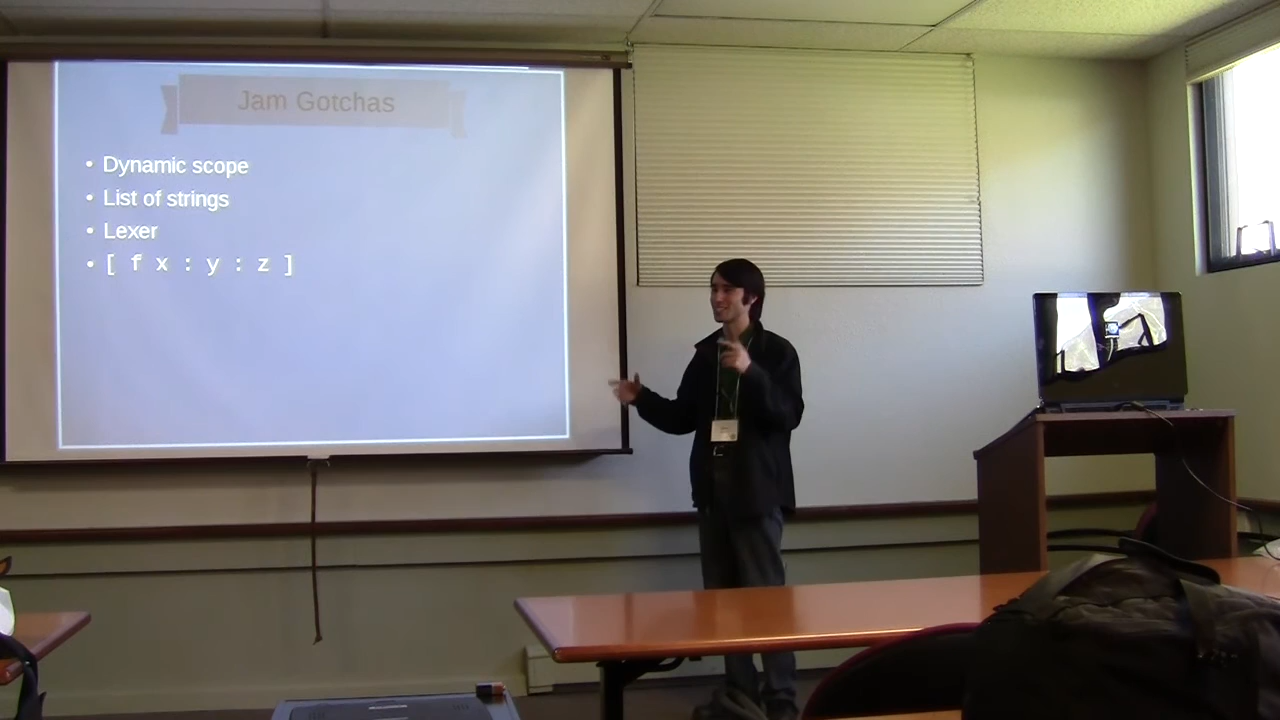 Jam Gotchas
• Dynamic scope
• List of strings
• Lexer
• [ f x : y : z ]